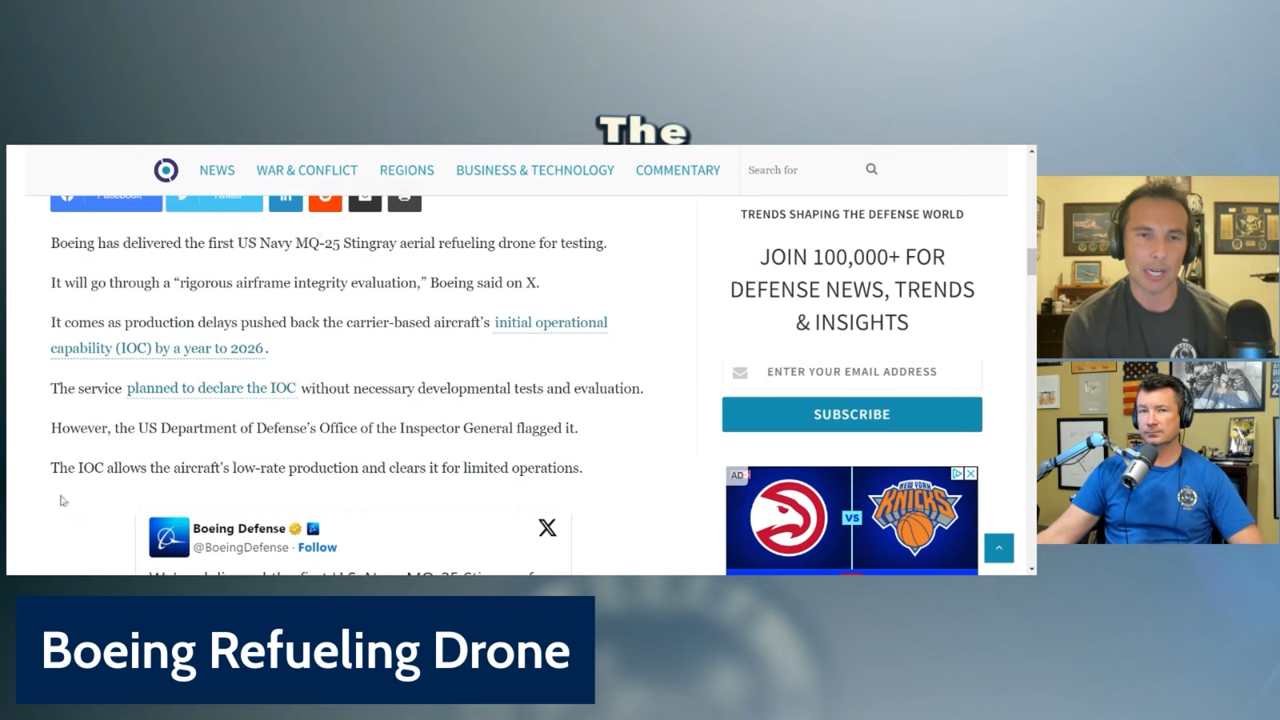 The
NEWS WAR & CONFLICT REGIONS BUSINESS & TECHNOLOGY COMMENTARY Search for
Facebook Twitter
Boeing has delivered the first US Navy MQ-25 Stingray aerial refueling drone for testing.
It will go through a “rigorous airframe integrity evaluation,” Boeing said on X.
It comes as production delays pushed back the carrier-based aircraft’s initial operational
capability (IOC) by a year to 2026.
The service planned to declare the IOC without necessary developmental tests and evaluation.
However, the US Department of Defense’s Office of the Inspector General flagged it.
The IOC allows the aircraft’s low-rate production and clears it for limited operations.
Boeing Defense
@BoeingDefense · Follow
TRENDS SHAPING THE DEFENSE WORLD
JOIN 100,000+ FOR
DEFENSE NEWS, TRENDS
& INSIGHTS
ENTER YOUR EMAIL ADDRESS
SUBSCRIBE
AD
VS
NEW YORK
KNICKS
Boeing Refueling Drone